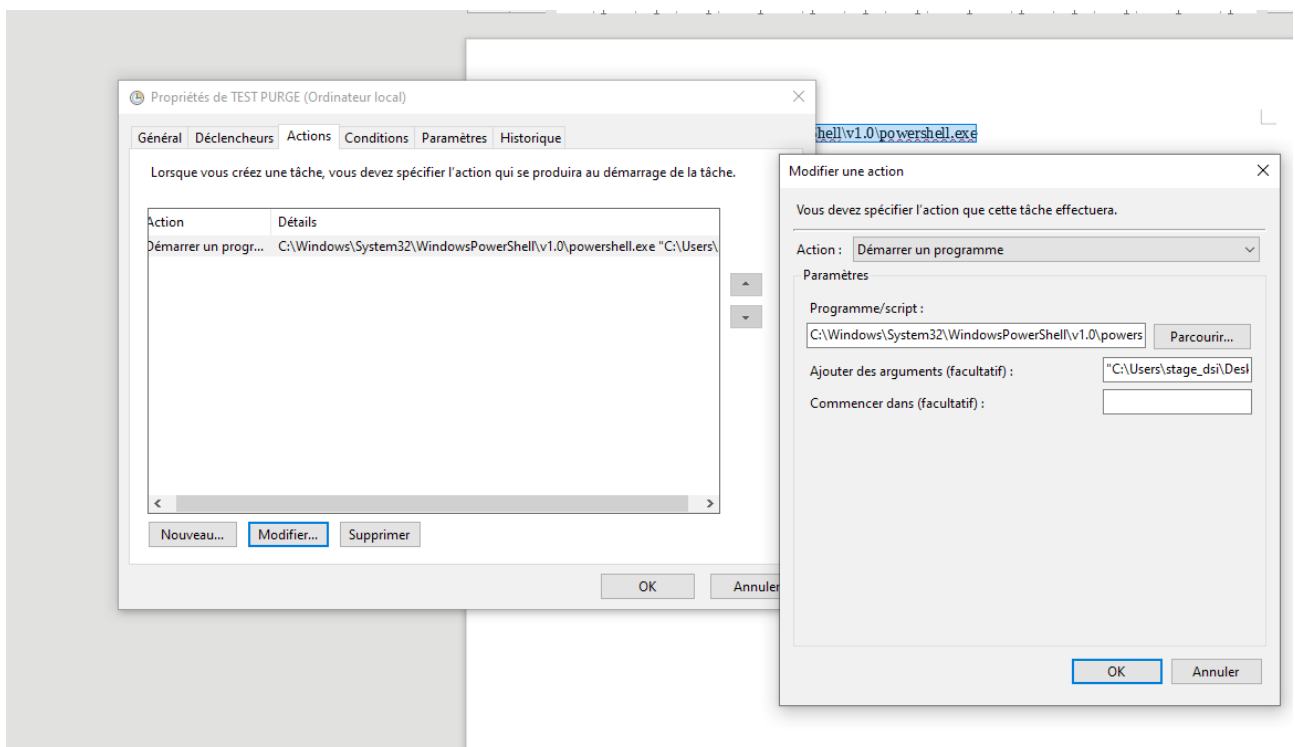 Propriétés de TEST PURGE (Ordinateur local)
Général Déclencheurs Actions Conditions Paramètres Historique
Lorsque vous créez une tâche, vous devez spécifier l'action qui se produira au démarrage de la tâche.
Action Détails
Démarrer un progr... C:\Windows\System32\WindowsPowerShell\v1.0\powershell.exe "C:\Users\
Nouveau... Modifier... Supprimer
OK Annuler
hell\v1.0\powershell.exe
Modifier une action
Vous devez spécifier l'action que cette tâche effectuera.
Action : Démarrer un programme
Paramètres
Programme/script :
C:\Windows\System32\WindowsPowerShell\v1.0\powers Parcourir...
Ajouter des arguments (facultatif) : "C:\Users\stage_dsi\Desk
Commencer dans (facultatif) :
OK Annuler